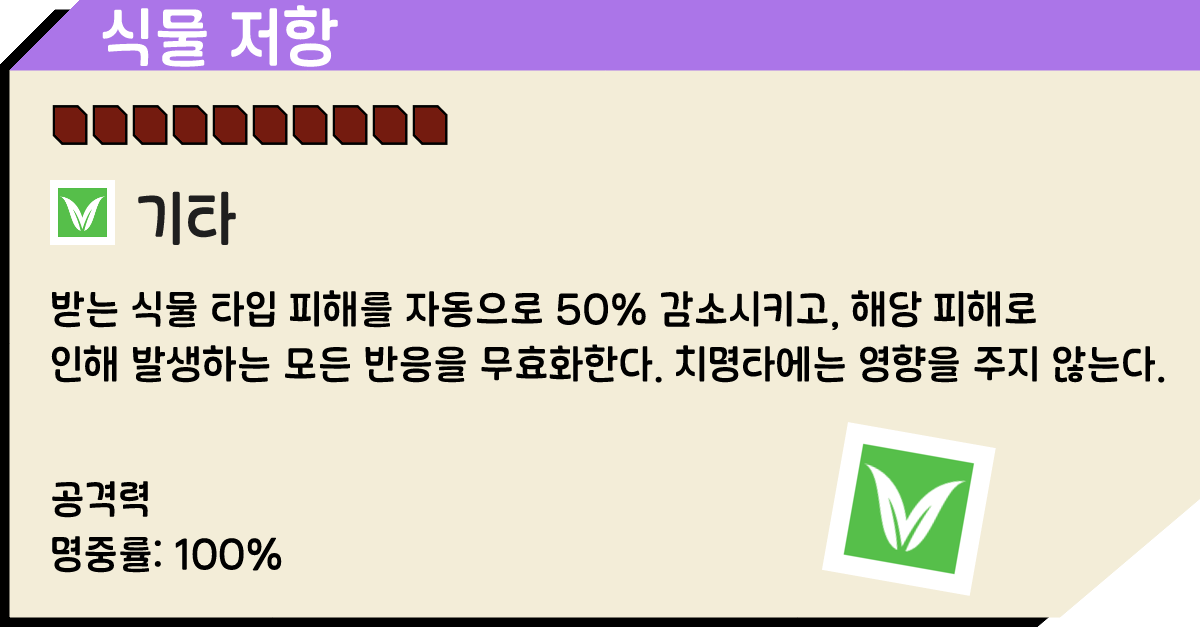 식물 저항
기타
받는 식물 타입 피해를 자동으로 50% 감소시키고, 해당 피해로
인해 발생하는 모든 반응을 무효화한다. 치명타에는 영향을 주지 않는다.
공격력
명중률: 100%